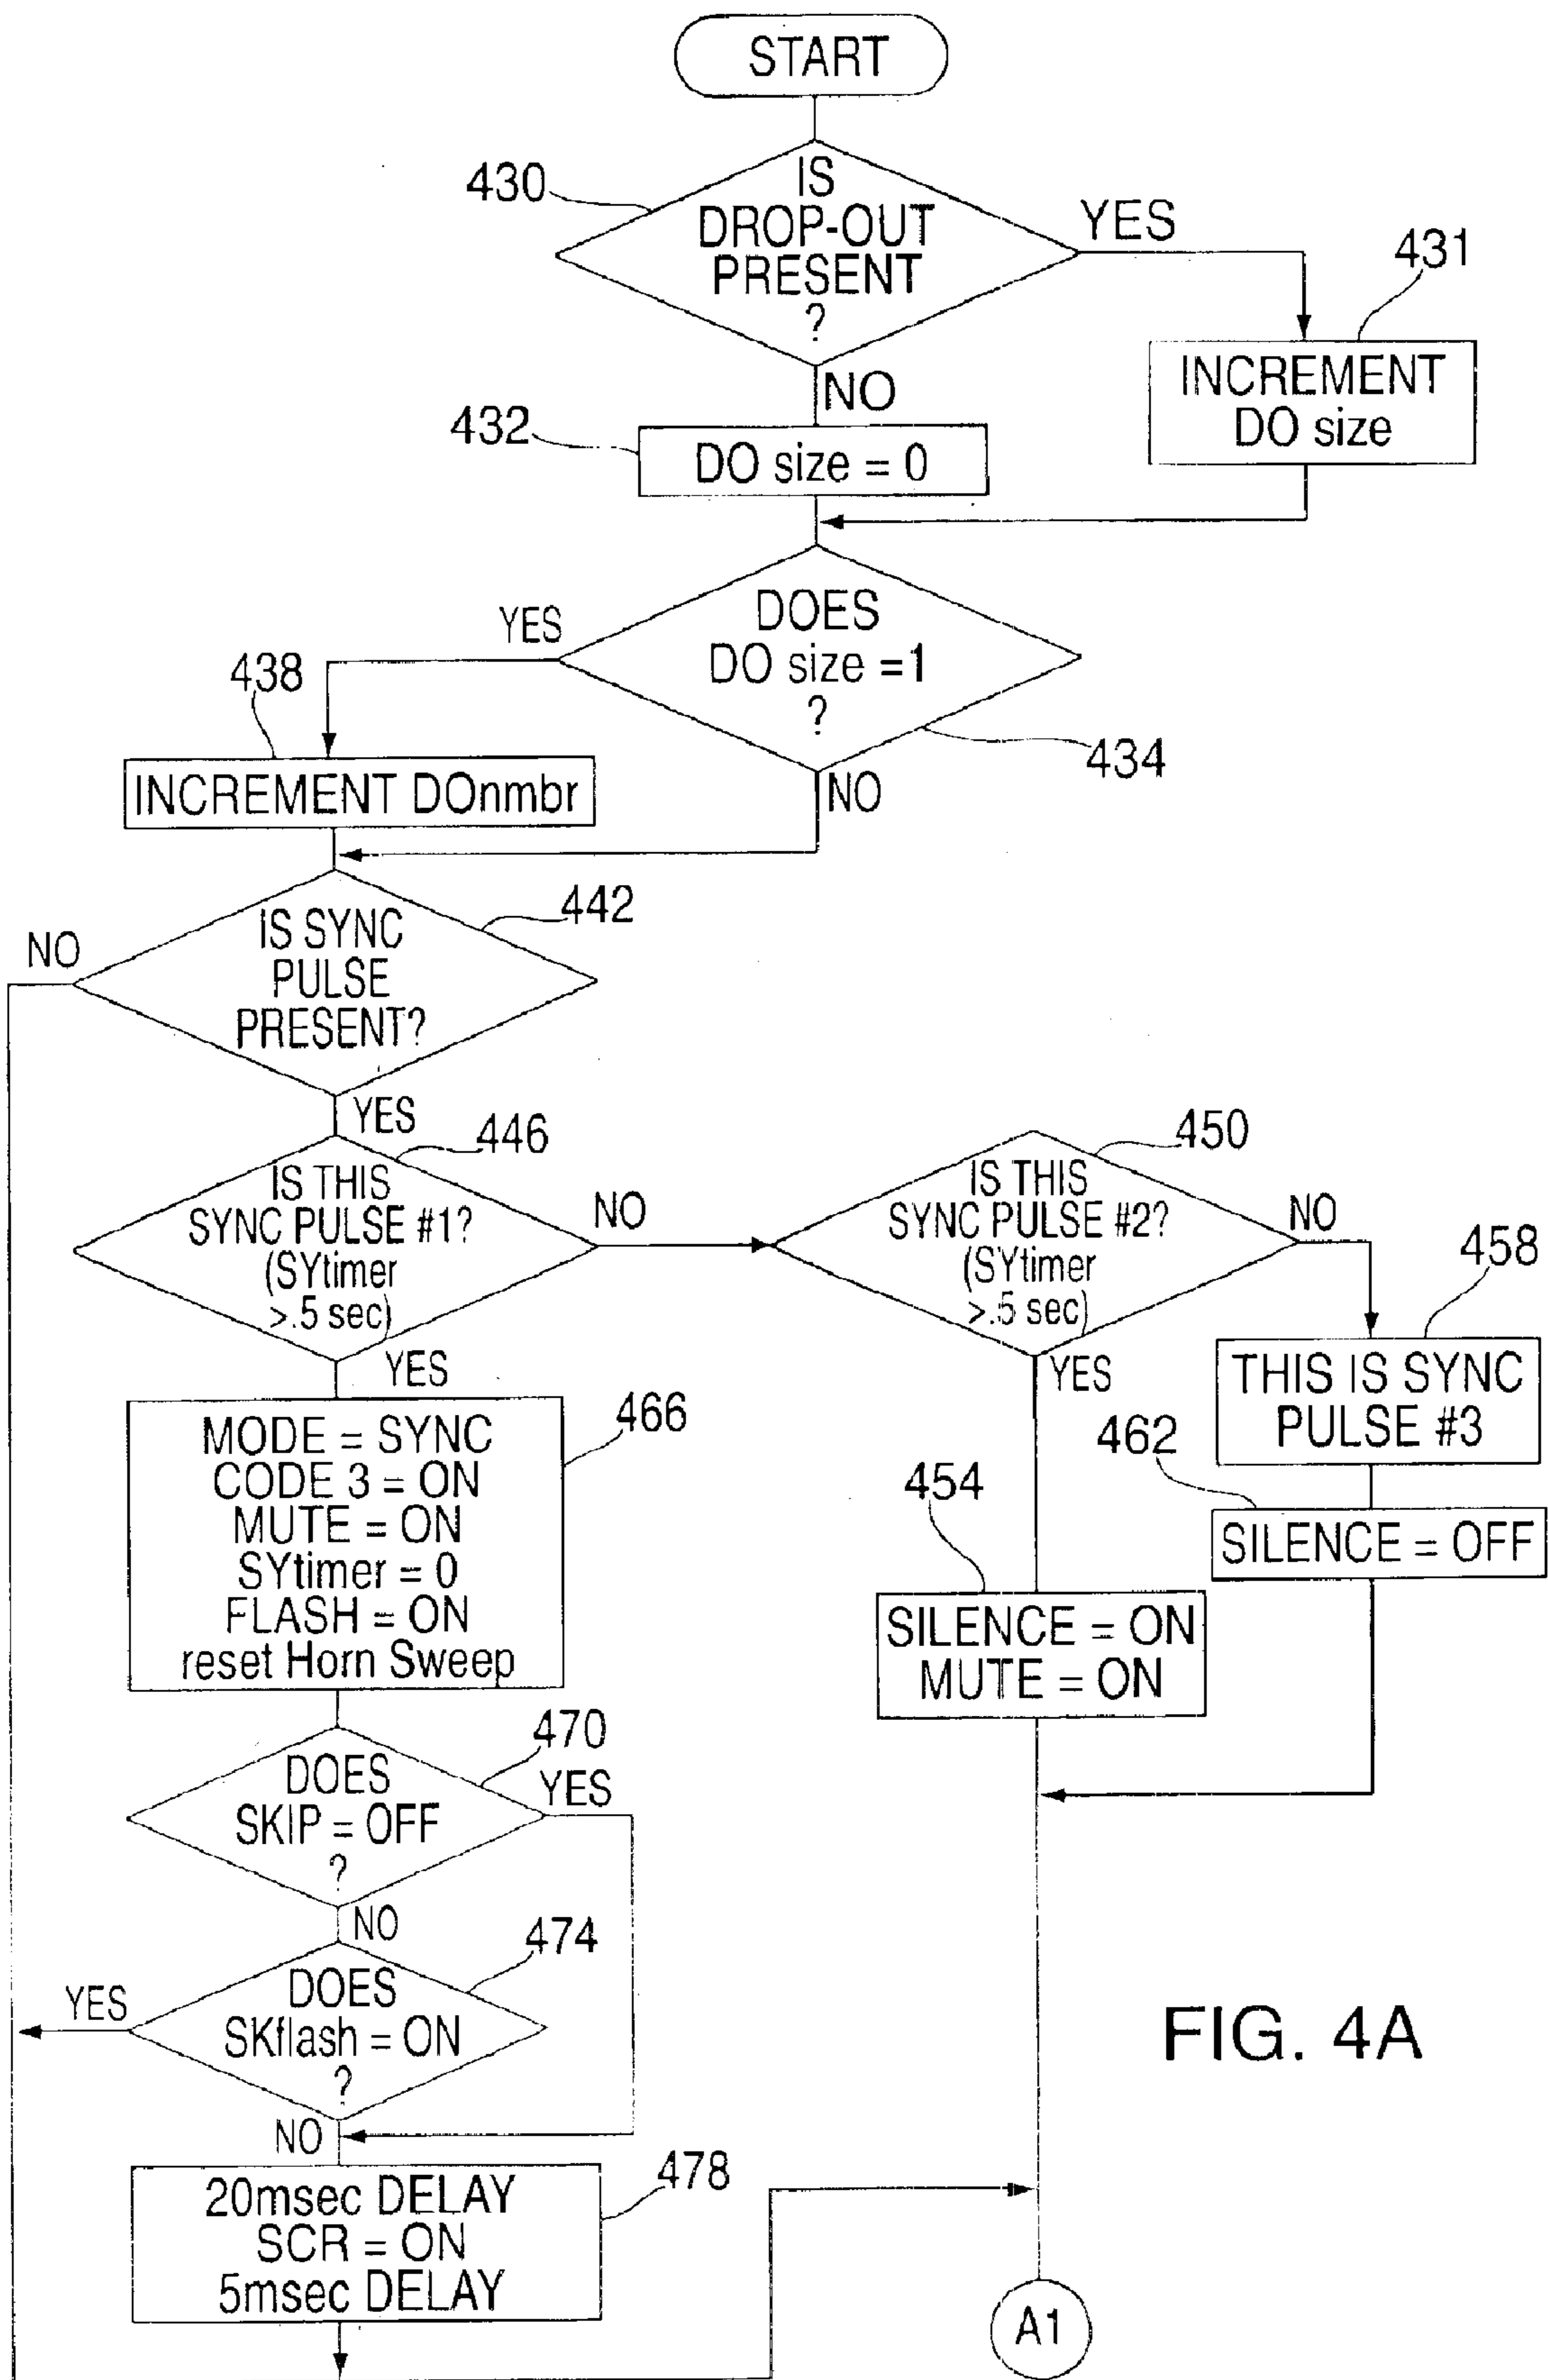 START
430
IS
DROP-OUT
PRESENT
?
YES
431
INCREMENT
DO size
NO
432
DO size = 0
DOES
DO size =1
?
YES
434
NO
438
INCREMENT DOnmbr
442
IS SYNC
PULSE
PRESENT?
NO
YES
446
IS THIS
SYNC PULSE #1?
(SYtimer
>.5 sec)
NO
450
IS THIS
SYNC PULSE #2?
(SYtimer
>.5 sec)
NO
458
THIS IS SYNC
PULSE #3
462
SILENCE = OFF
YES
454
SILENCE = ON
MUTE = ON
YES
466
MODE = SYNC
CODE 3 = ON
MUTE = ON
SYtimer = 0
FLASH = ON
reset Horn Sweep
470
DOES
SKIP = OFF
?
YES
NO
474
DOES
SKflash = ON
?
YES
NO
478
20msec DELAY
SCR = ON
5msec DELAY
A1
FIG. 4A